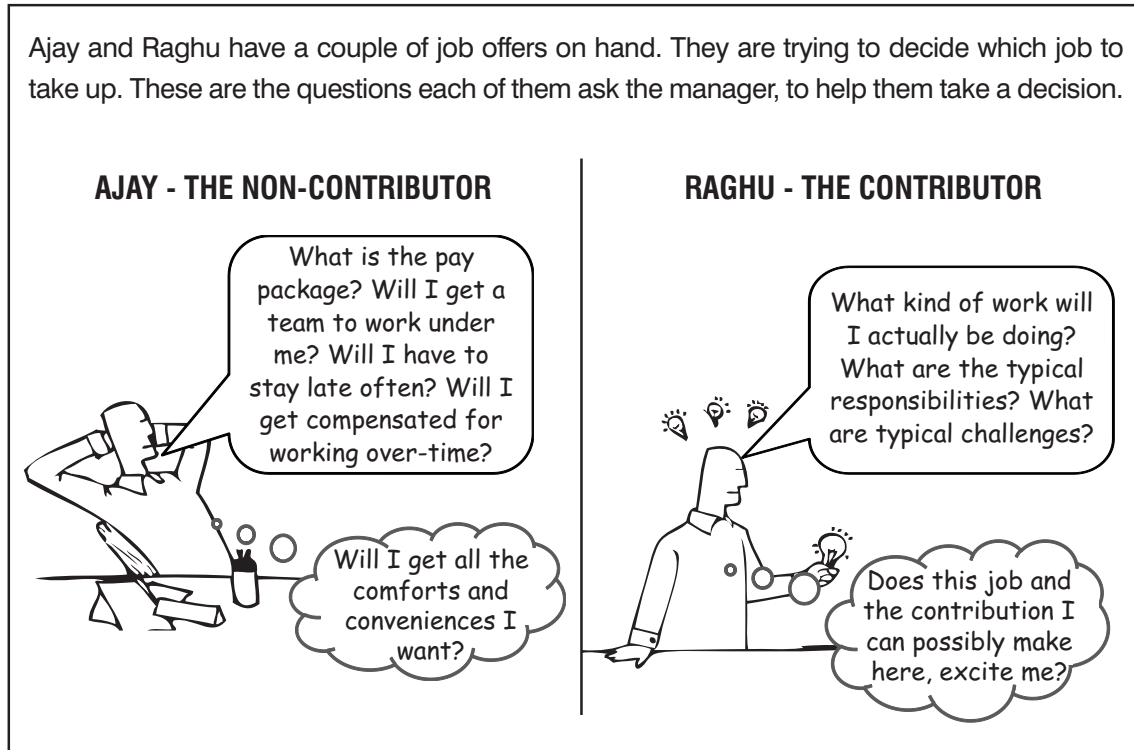 Ajay and Raghu have a couple of job offers on hand. They are trying to decide which job to
take up. These are the questions each of them ask the manager, to help them take a decision.
AJAY - THE NON-CONTRIBUTOR
What is the pay
package? Will I get a
team to work under
me? Will I have to
stay late often? Will I
get compensated for
working over-time?
Will I get all the
comforts and
conveniences I
want?
RAGHU - THE CONTRIBUTOR
What kind of work will
I actually be doing?
What are the typical
responsibilities? What
are typical challenges?
Does this job and
the contribution I
can possibly make
here, excite me?